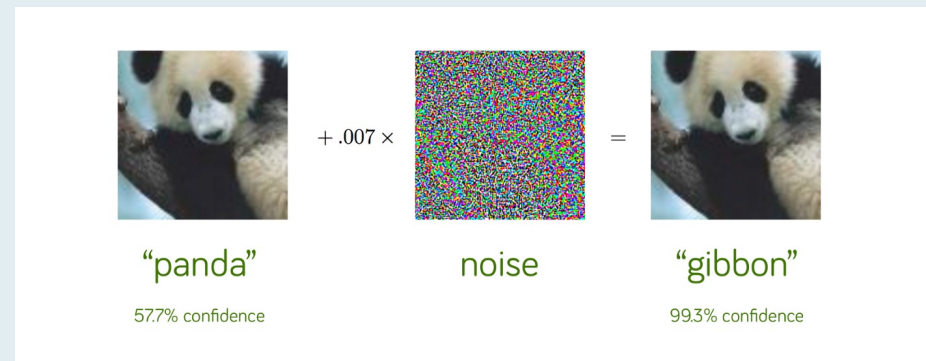 + .007 ×
=
“panda”
noise
“gibbon”
57.7% confidence
99.3% confidence